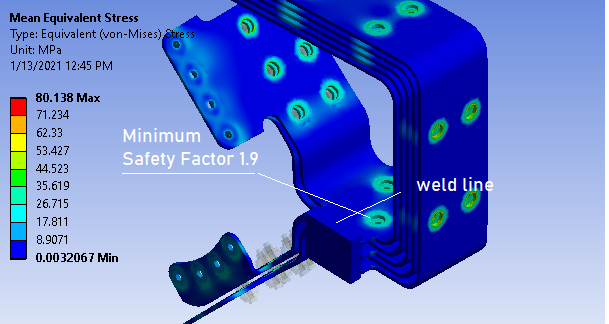 Mean Equivalent Stress
Type: Equivalent (von-Mises) Stress
Unit: MPa
1/13/2021 12:45 PM
80.138 Max
71.234
62.33
53.427
44.523
35.619
26.715
17.811
8.9071
0.0032067 Min
Minimum
Safety Factor 1.9
weld line